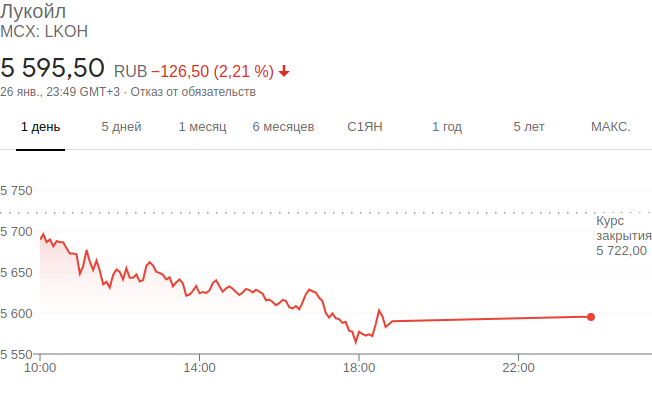 Лукойл
MCX: LKOH
5 595,50 RUB −126,50 (2,21 %)
26 янв., 23:49 GMT+3 · Отказ от обязательств
1 день 5 дней 1 месяц 6 месяцев С1ЯН 1 год 5 лет МАКС.
5 750
5 700
5 650
5 600
5 550
Курс
закрытия
5 722,00
10:00 14:00 18:00 22:00